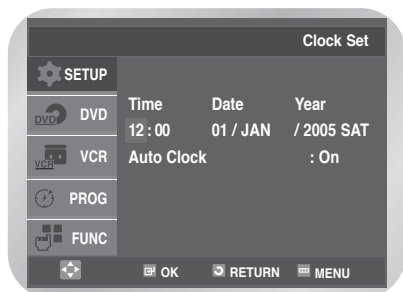 Clock Set
SETUP
DVD DVD
VCR VCR
PROG
FUNC
Time Date Year
12 : 00 01 / JAN / 2005 SAT
Auto Clock : On
OK RETURN MENU